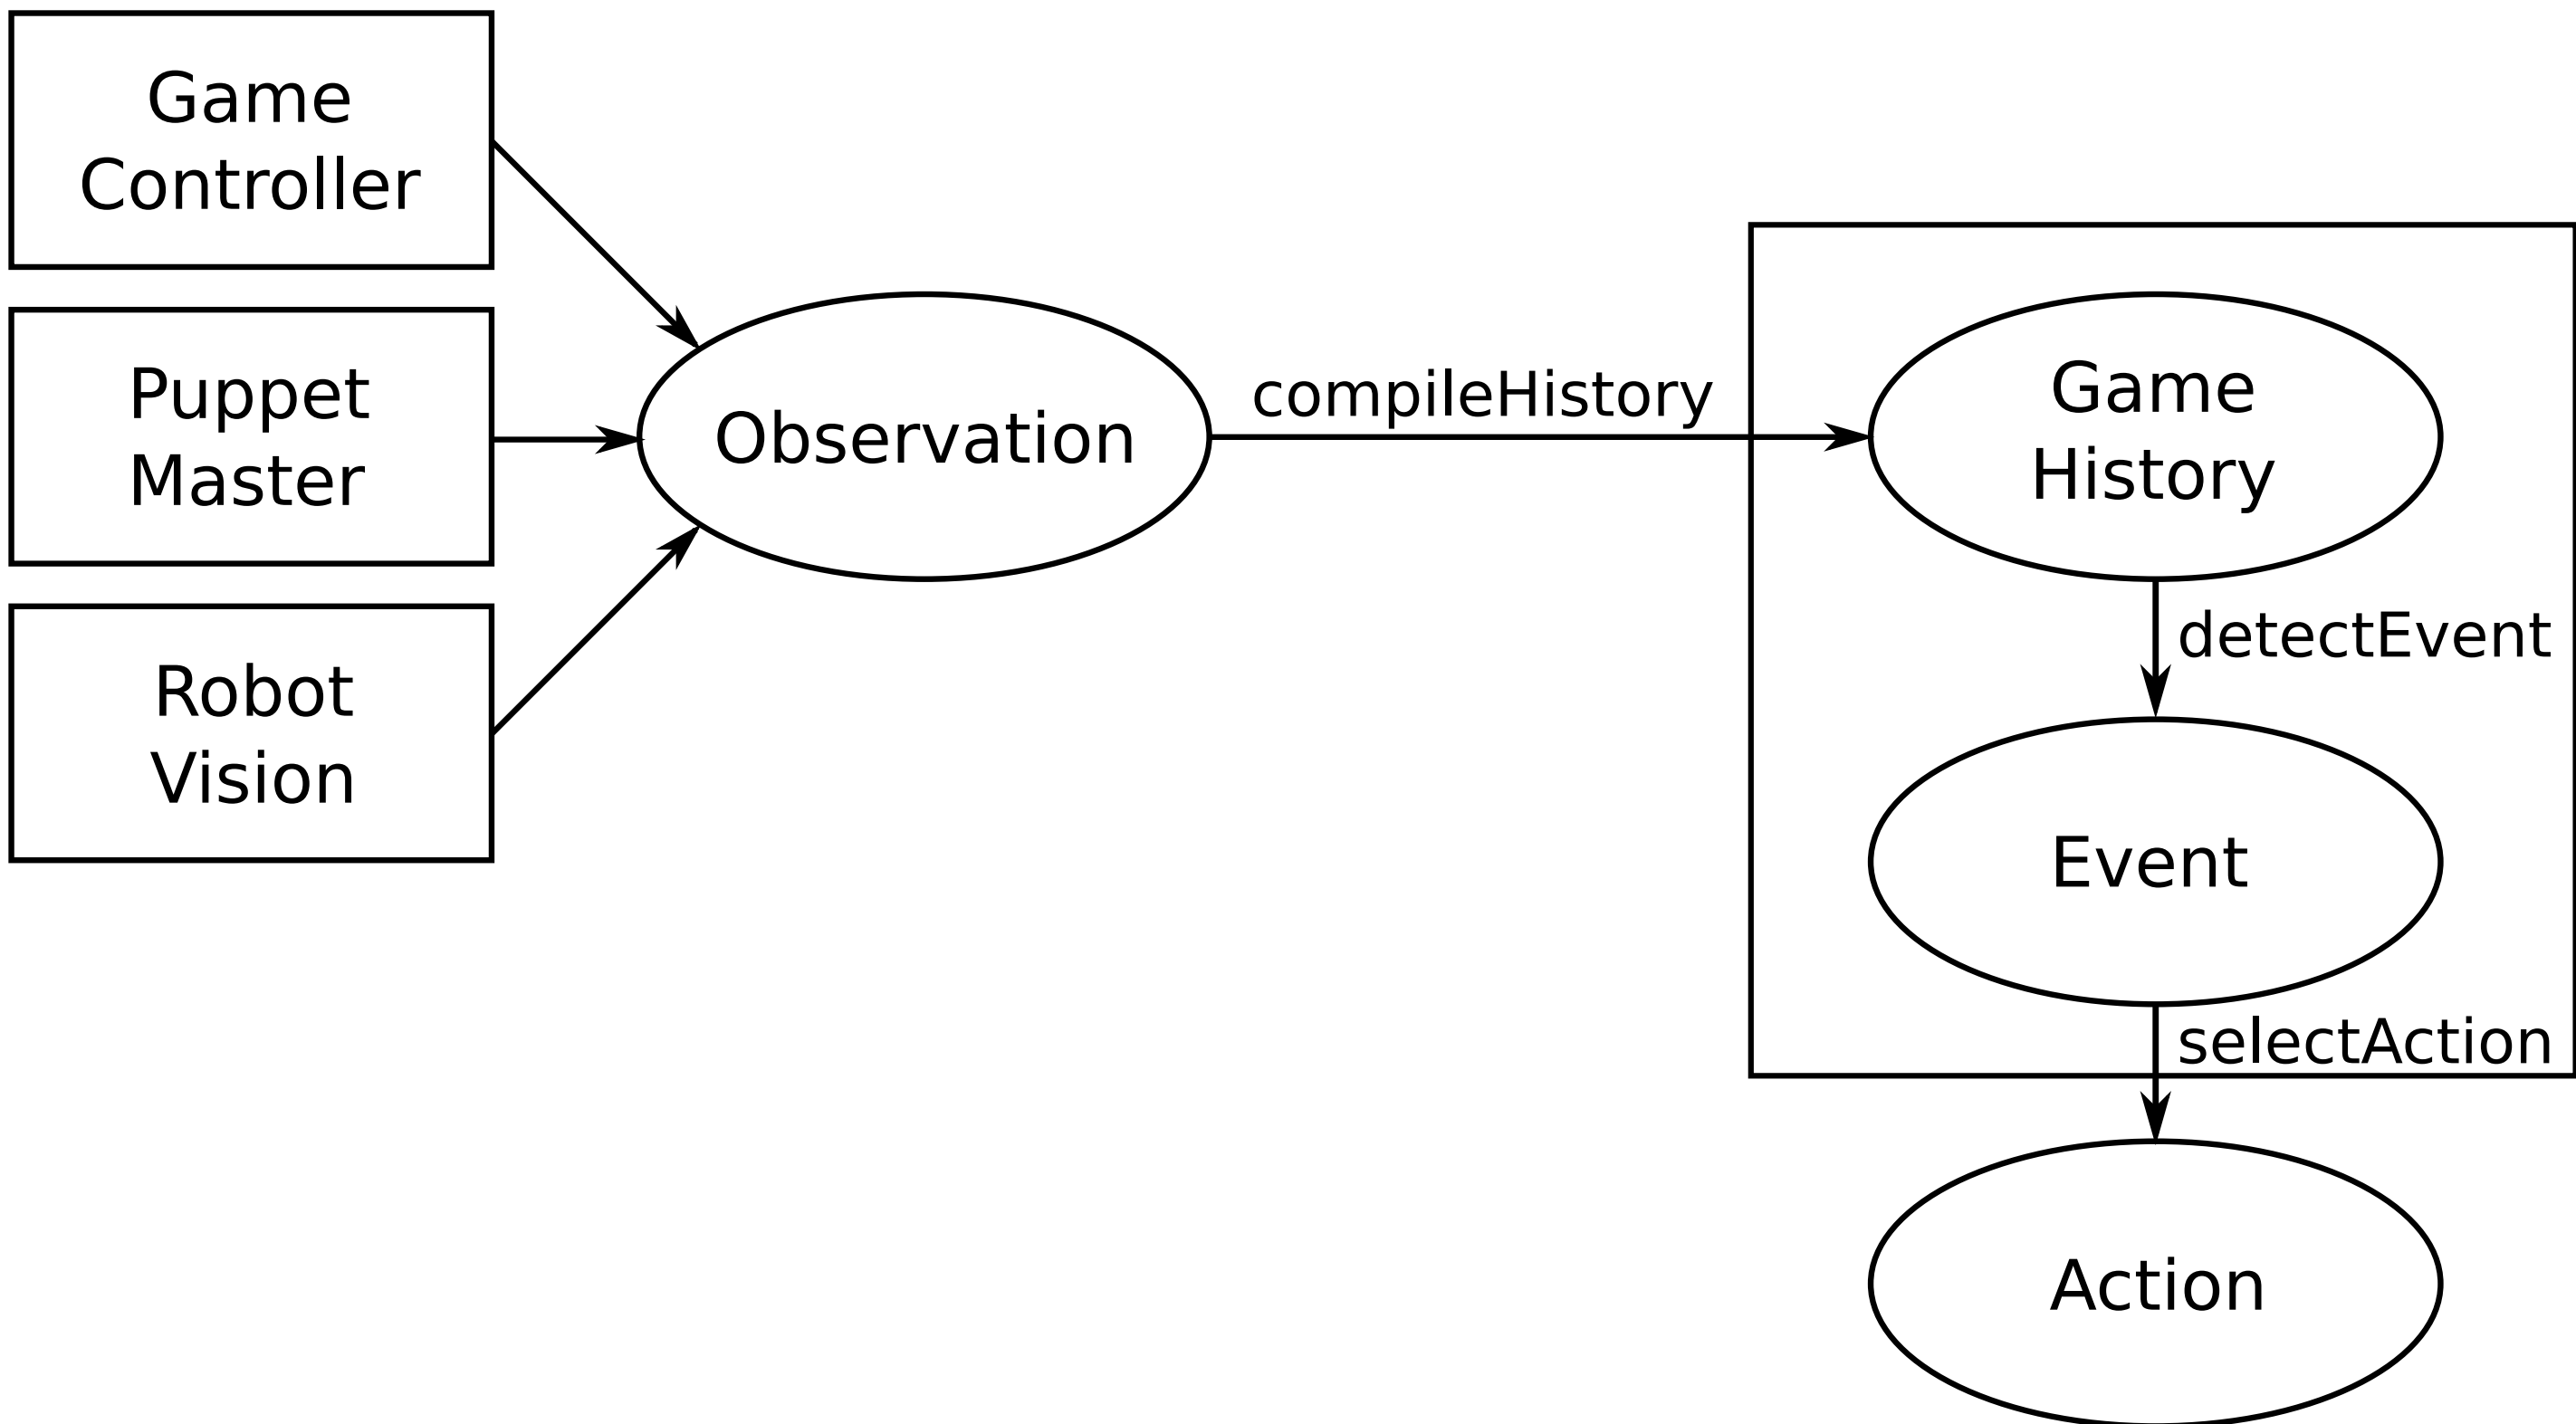 Game
Controller
Puppet
Master
Robot
Vision
Observation
compileHistory
Game
History
detectEvent
Event
selectAction
Action